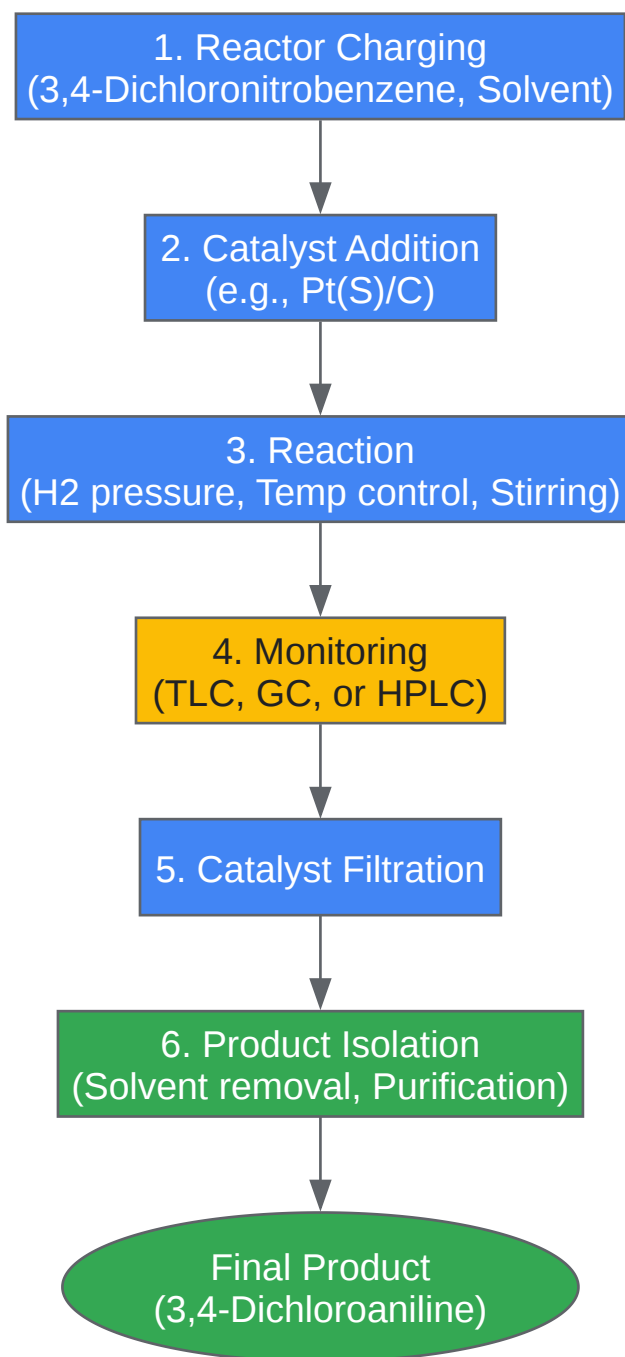 1. Reactor Charging
(3,4-Dichloronitrobenzene, Solvent)
2. Catalyst Addition
(e.g., Pt(S)/C)
3. Reaction
(H2 pressure, Temp control, Stirring)
4. Monitoring
(TLC, GC, or HPLC)
5. Catalyst Filtration
6. Product Isolation
(Solvent removal, Purification)
Final Product
(3,4-Dichloroaniline)